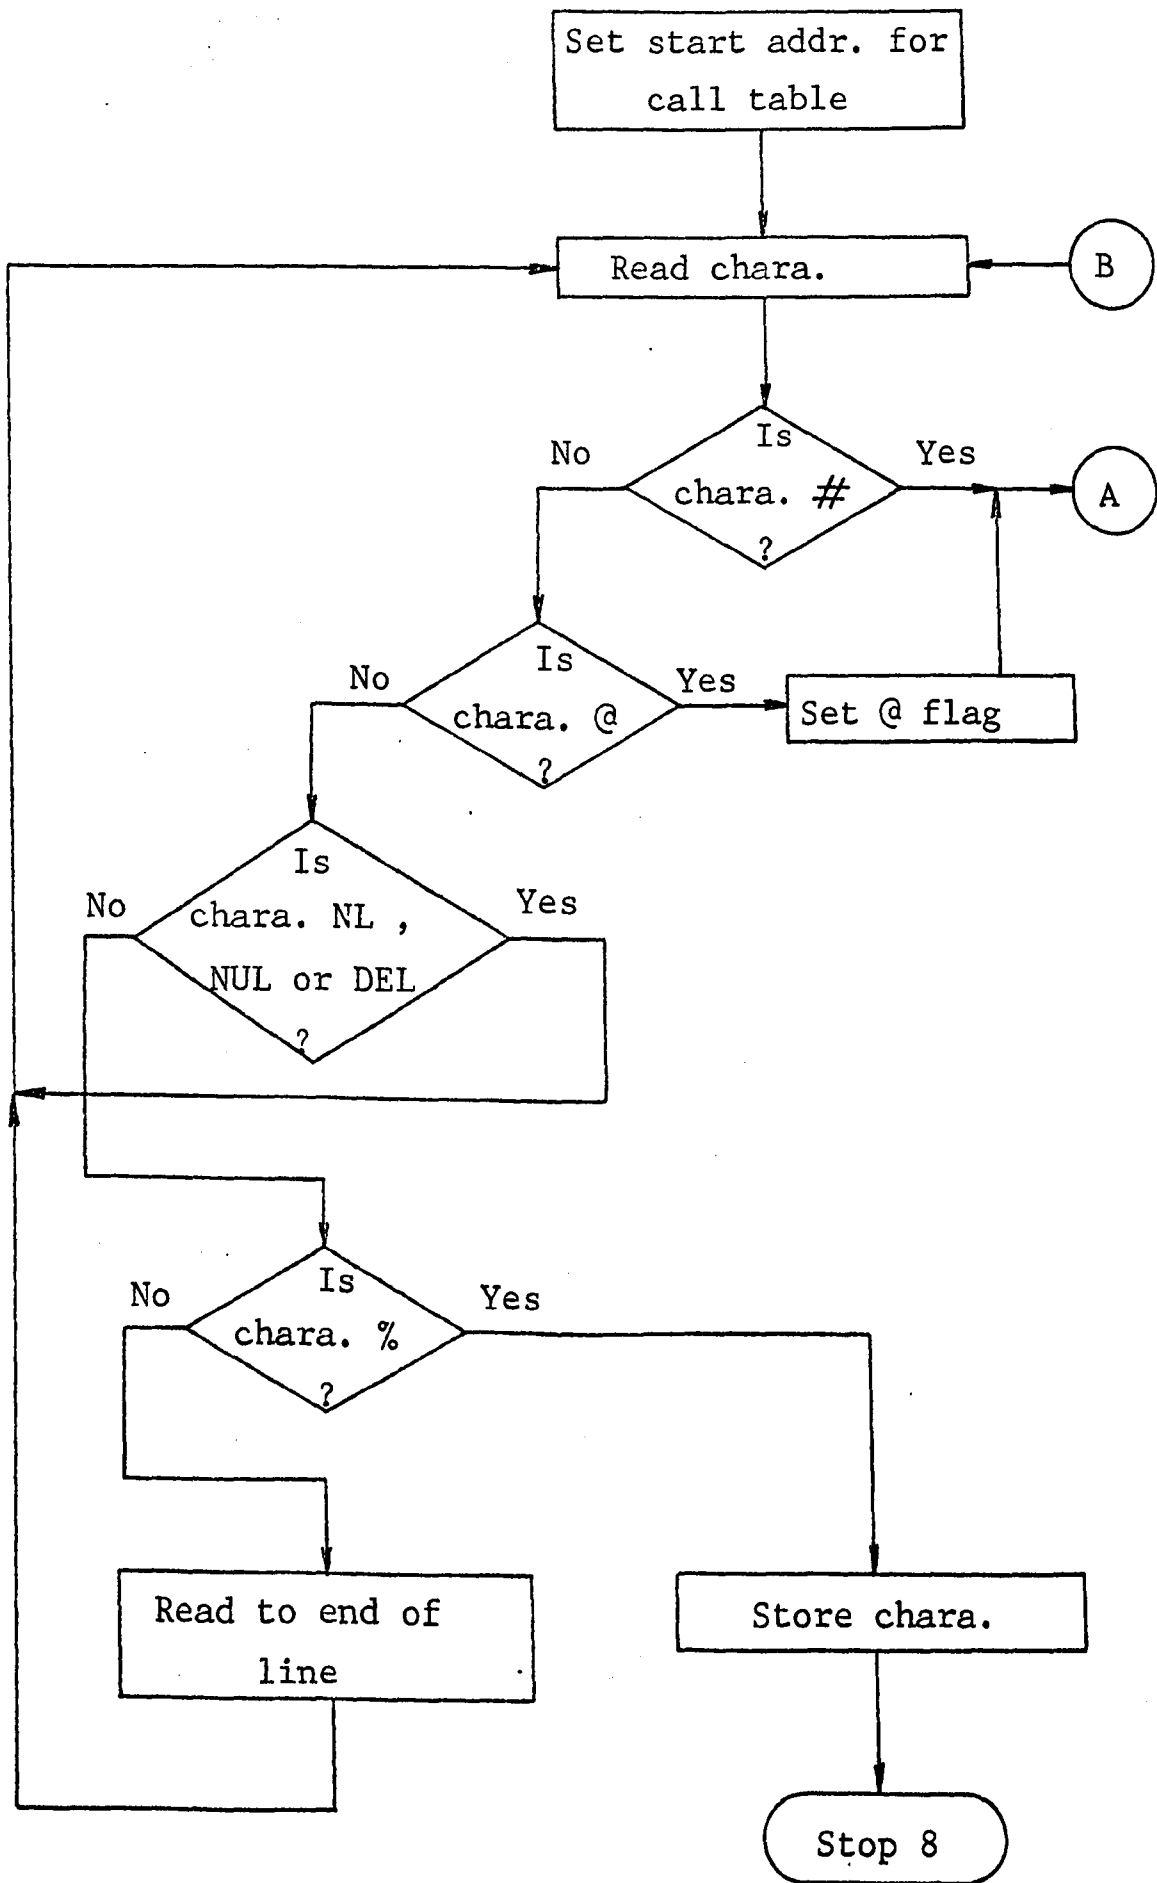 Set start addr. for
call table
Read chara.
B
Is
No
Yes
chara. #
A
?
Is
No
Yes
chara. @
Set @ flag
?
Is
No
Yes
chara. NL ,
NUL or DEL
?
Is
No
Yes
chara. %
?
Read to end of
line
Store chara.
Stop 8